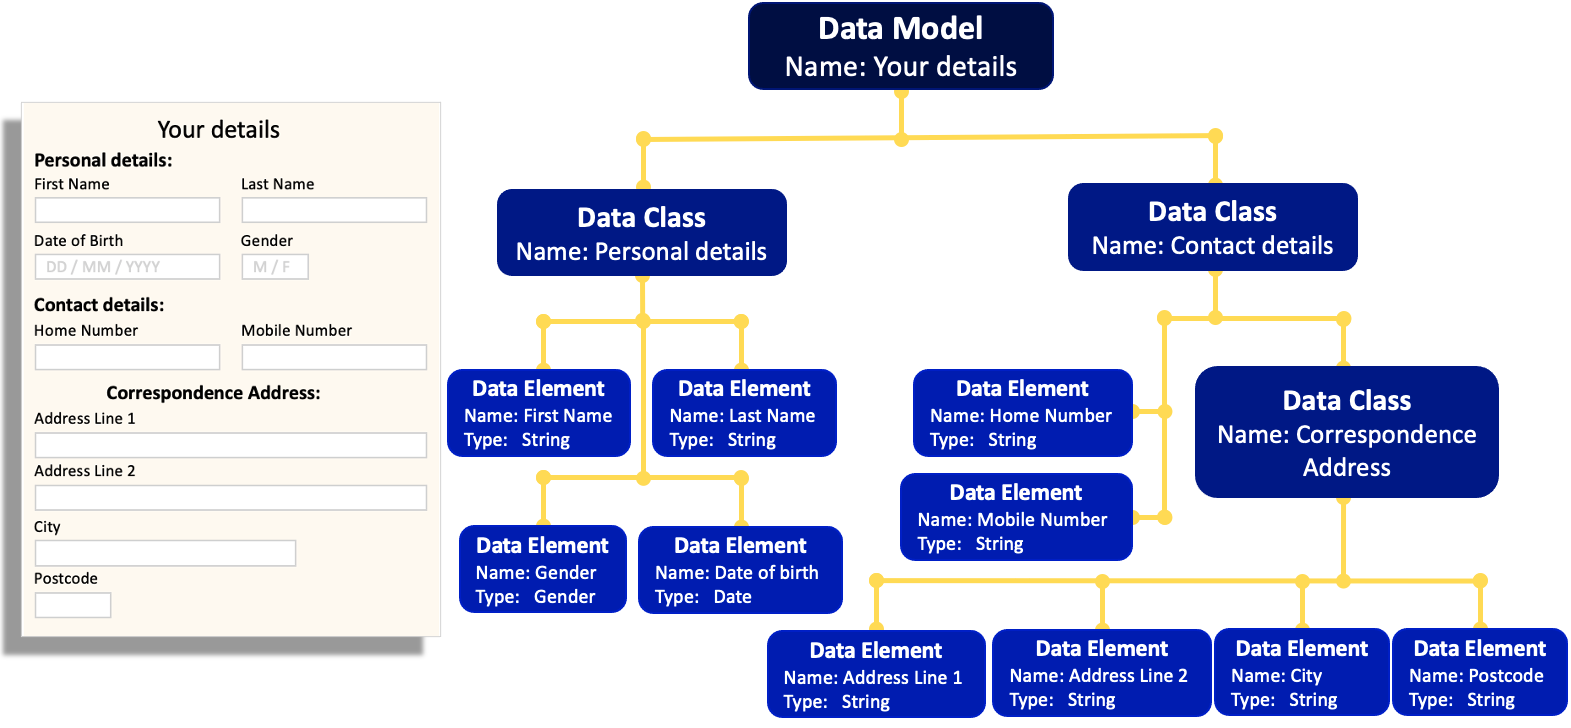 Data Model
Name: Your details
Your details
Personal details:
First Name
Last Name
Date of Birth
Gender
DD / MM / YYYY
M / F
Contact details:
Home Number
Mobile Number
Correspondence Address:
Address Line 1
Address Line 2
City
Postcode
Data Class
Name: Personal details
Data Class
Name: Contact details
Data Element
Name: First Name
Type: String
Data Element
Name: Last Name
Type: String
Data Element
Name: Gender
Type: Gender
Data Element
Name: Date of birth
Type: Date
Data Element
Name: Home Number
Type: String
Data Element
Name: Mobile Number
Type: String
Data Class
Name: Correspondence
Address
Data Element
Name: Address Line 1
Type: String
Data Element
Name: Address Line 2
Type: String
Data Element
Name: City
Type: String
Data Element
Name: Postcode
Type: String